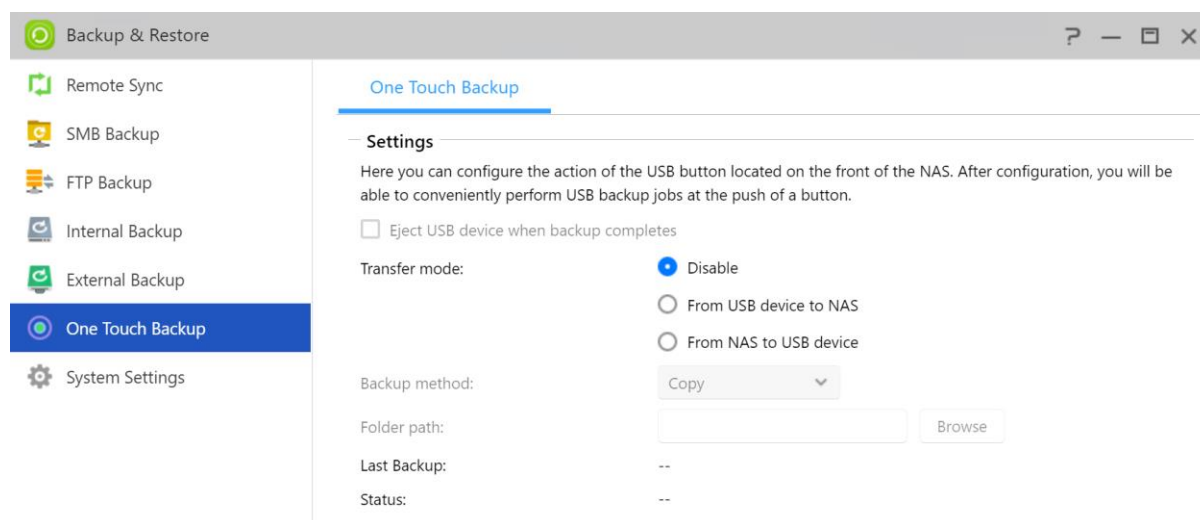 Backup & Restore
Remote Sync
SMB Backup
FTP Backup
Internal Backup
External Backup
One Touch Backup
System Settings
One Touch Backup
Settings
Here you can configure the action of the USB button located on the front of the NAS. After configuration, you will be
able to conveniently perform USB backup jobs at the push of a button.
Eject USB device when backup completes
Transfer mode:
Disable
From USB device to NAS
From NAS to USB device
Backup method:
Copy
Folder path:
Browse
Last Backup:
--
Status:
--